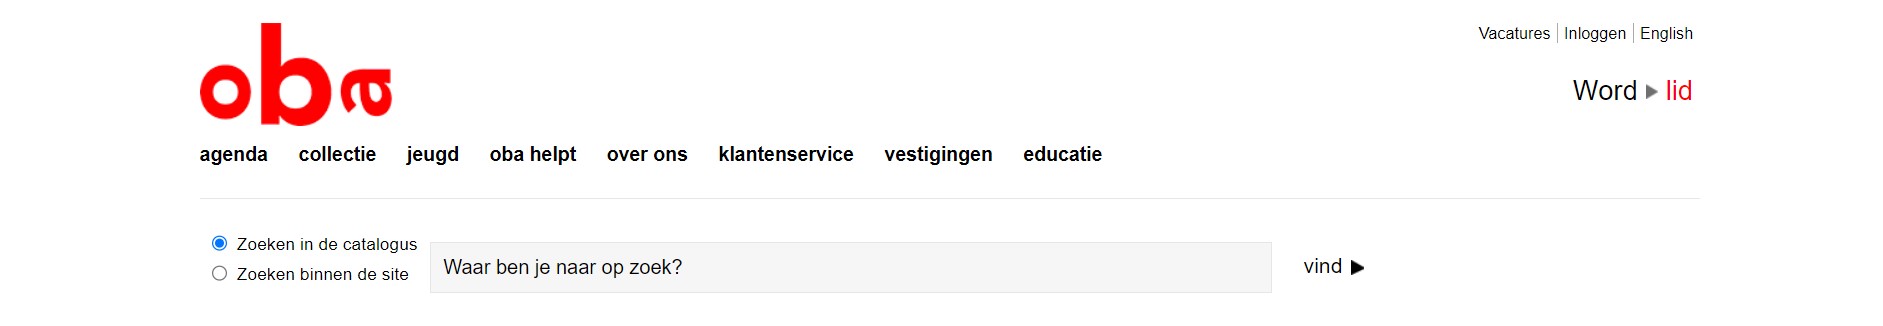 oba
Vacatures Inloggen English
Word lid
agenda collectie jeugd oba helpt over ons klantenservice vestigingen educatie
Zoeken in de catalogus
Zoeken binnen de site
Waar ben je naar op zoek?
vind